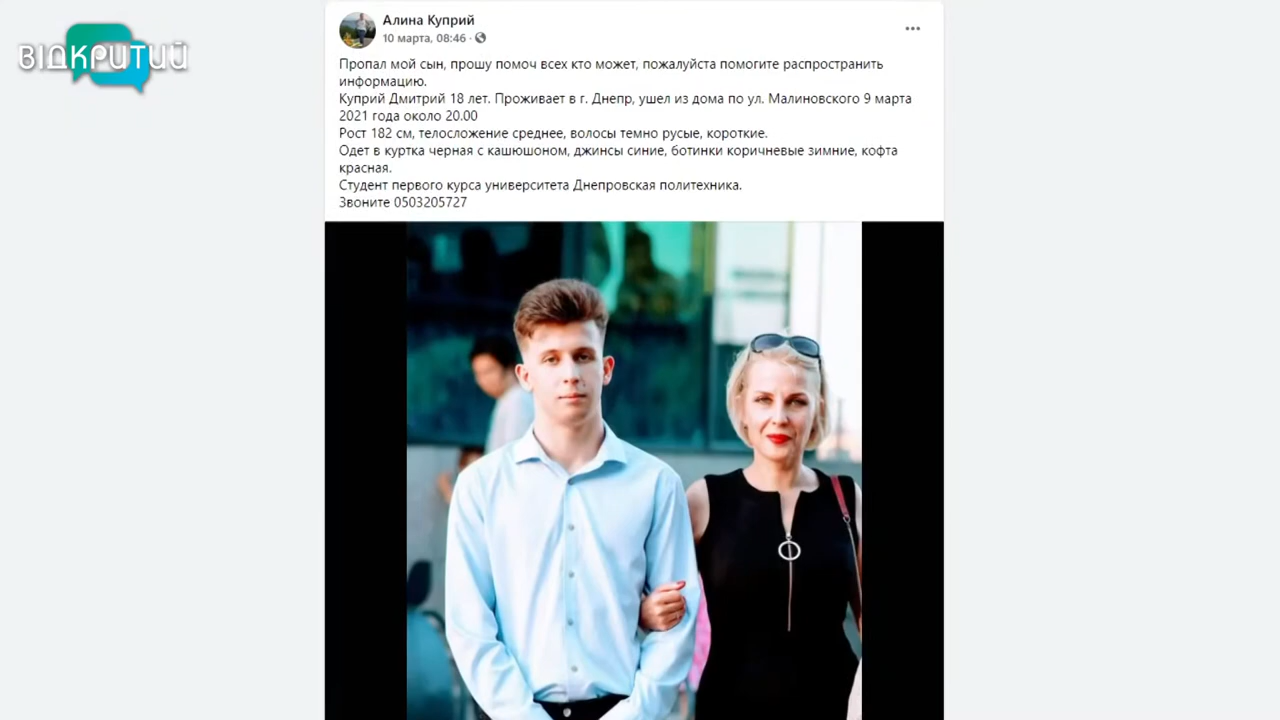 ВІДКРИТИЙ
Алина Куприй
10 марта, 08:46 ·
Пропал мой сын, прошу помоч всех кто может, пожалуйста помогите распространить
информацию.
Куприй Дмитрий 18 лет. Проживает в г. Днепр, ушел из дома по ул. Малиновского 9 марта
2021 года около 20.00
Рост 182 см, телосложение среднее, волосы темно русые, короткие.
Одет в куртка черная с кашюшоном, джинсы синие, ботинки коричневые зимние, кофта
красная.
Студент первого курса университета Днепровская политехника.
Звоните 0503205727